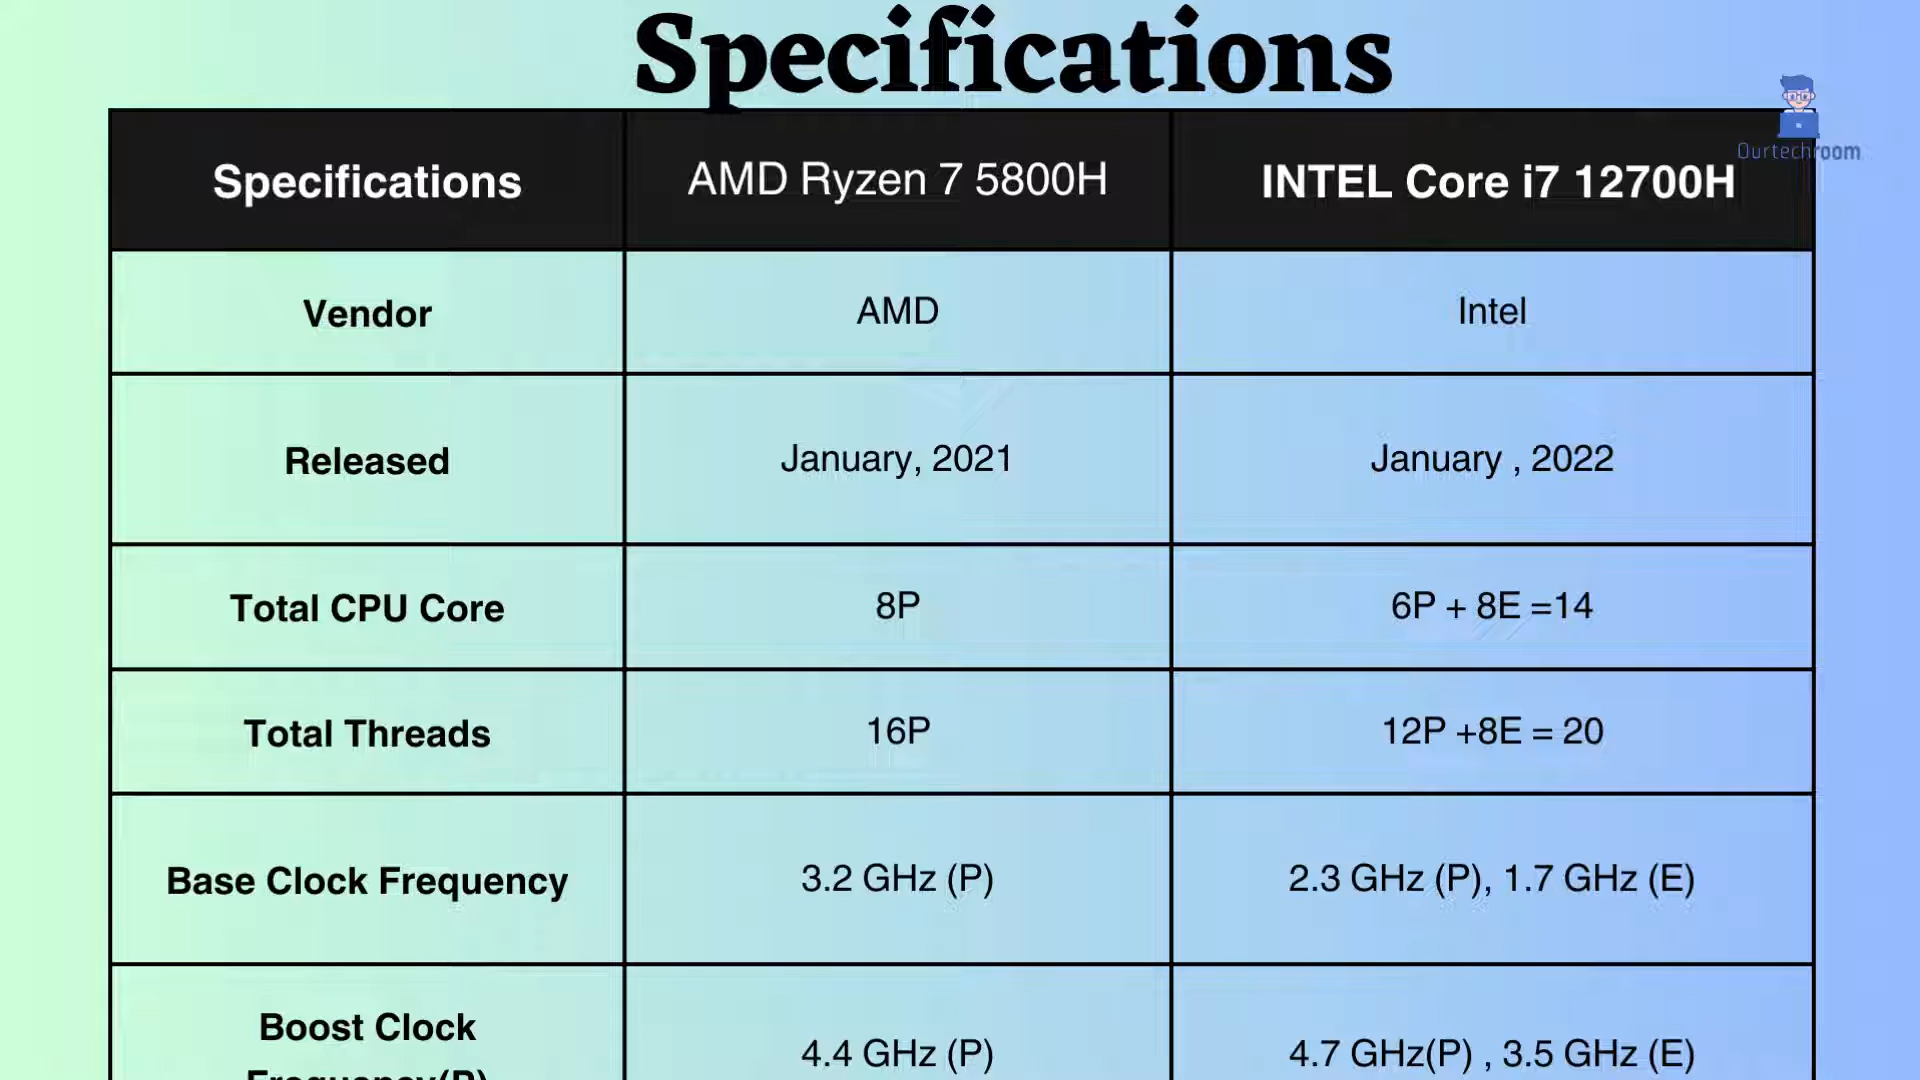 Specifications
Ourtechroom
Specifications AMD Ryzen 7 5800H INTEL Core i7 12700H
Vendor AMD Intel
Released January, 2021 January , 2022
Total CPU Core 8P 6P + 8E =14
Total Threads 16P 12P +8E = 20
Base Clock Frequency 3.2 GHz (P) 2.3 GHz (P), 1.7 GHz (E)
Boost Clock
4.4 GHz (P) 4.7 GHz(P) , 3.5 GHz (E)
Frequency(P)